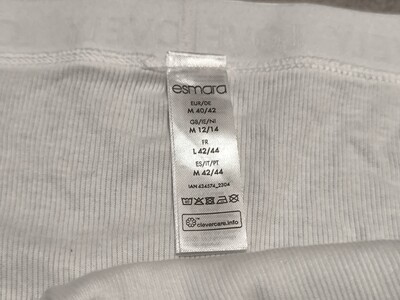 esmara
EUR/DE
M 40/42
GB/IE/NI
M 12/14
FR
L 42/44
ES/IT/PT
M 42/44
IAN 424574_2204
clevercare.info